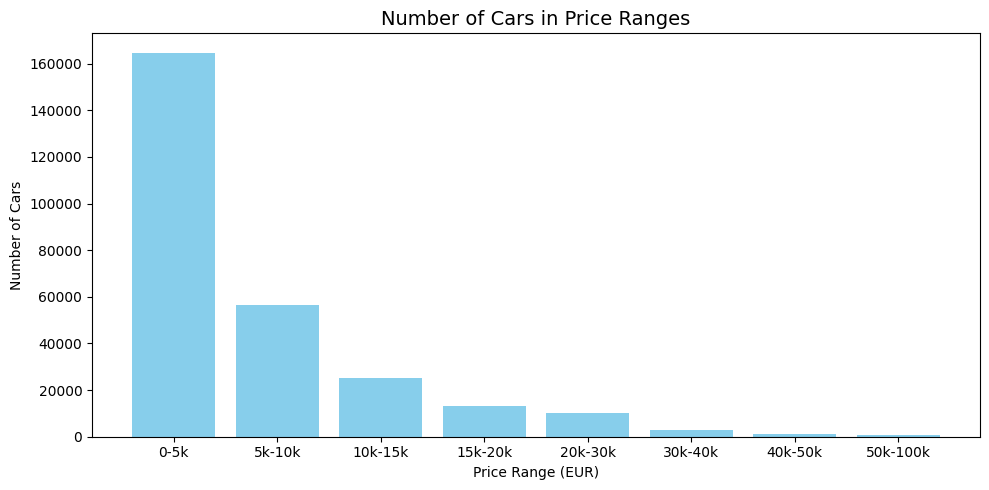 Number of Cars in Price Ranges
Number of Cars
160000
140000
120000
100000
80000
60000
40000
20000
0
0-5k 5k-10k 10k-15k 15k-20k 20k-30k 30k-40k 40k-50k 50k-100k
Price Range (EUR)